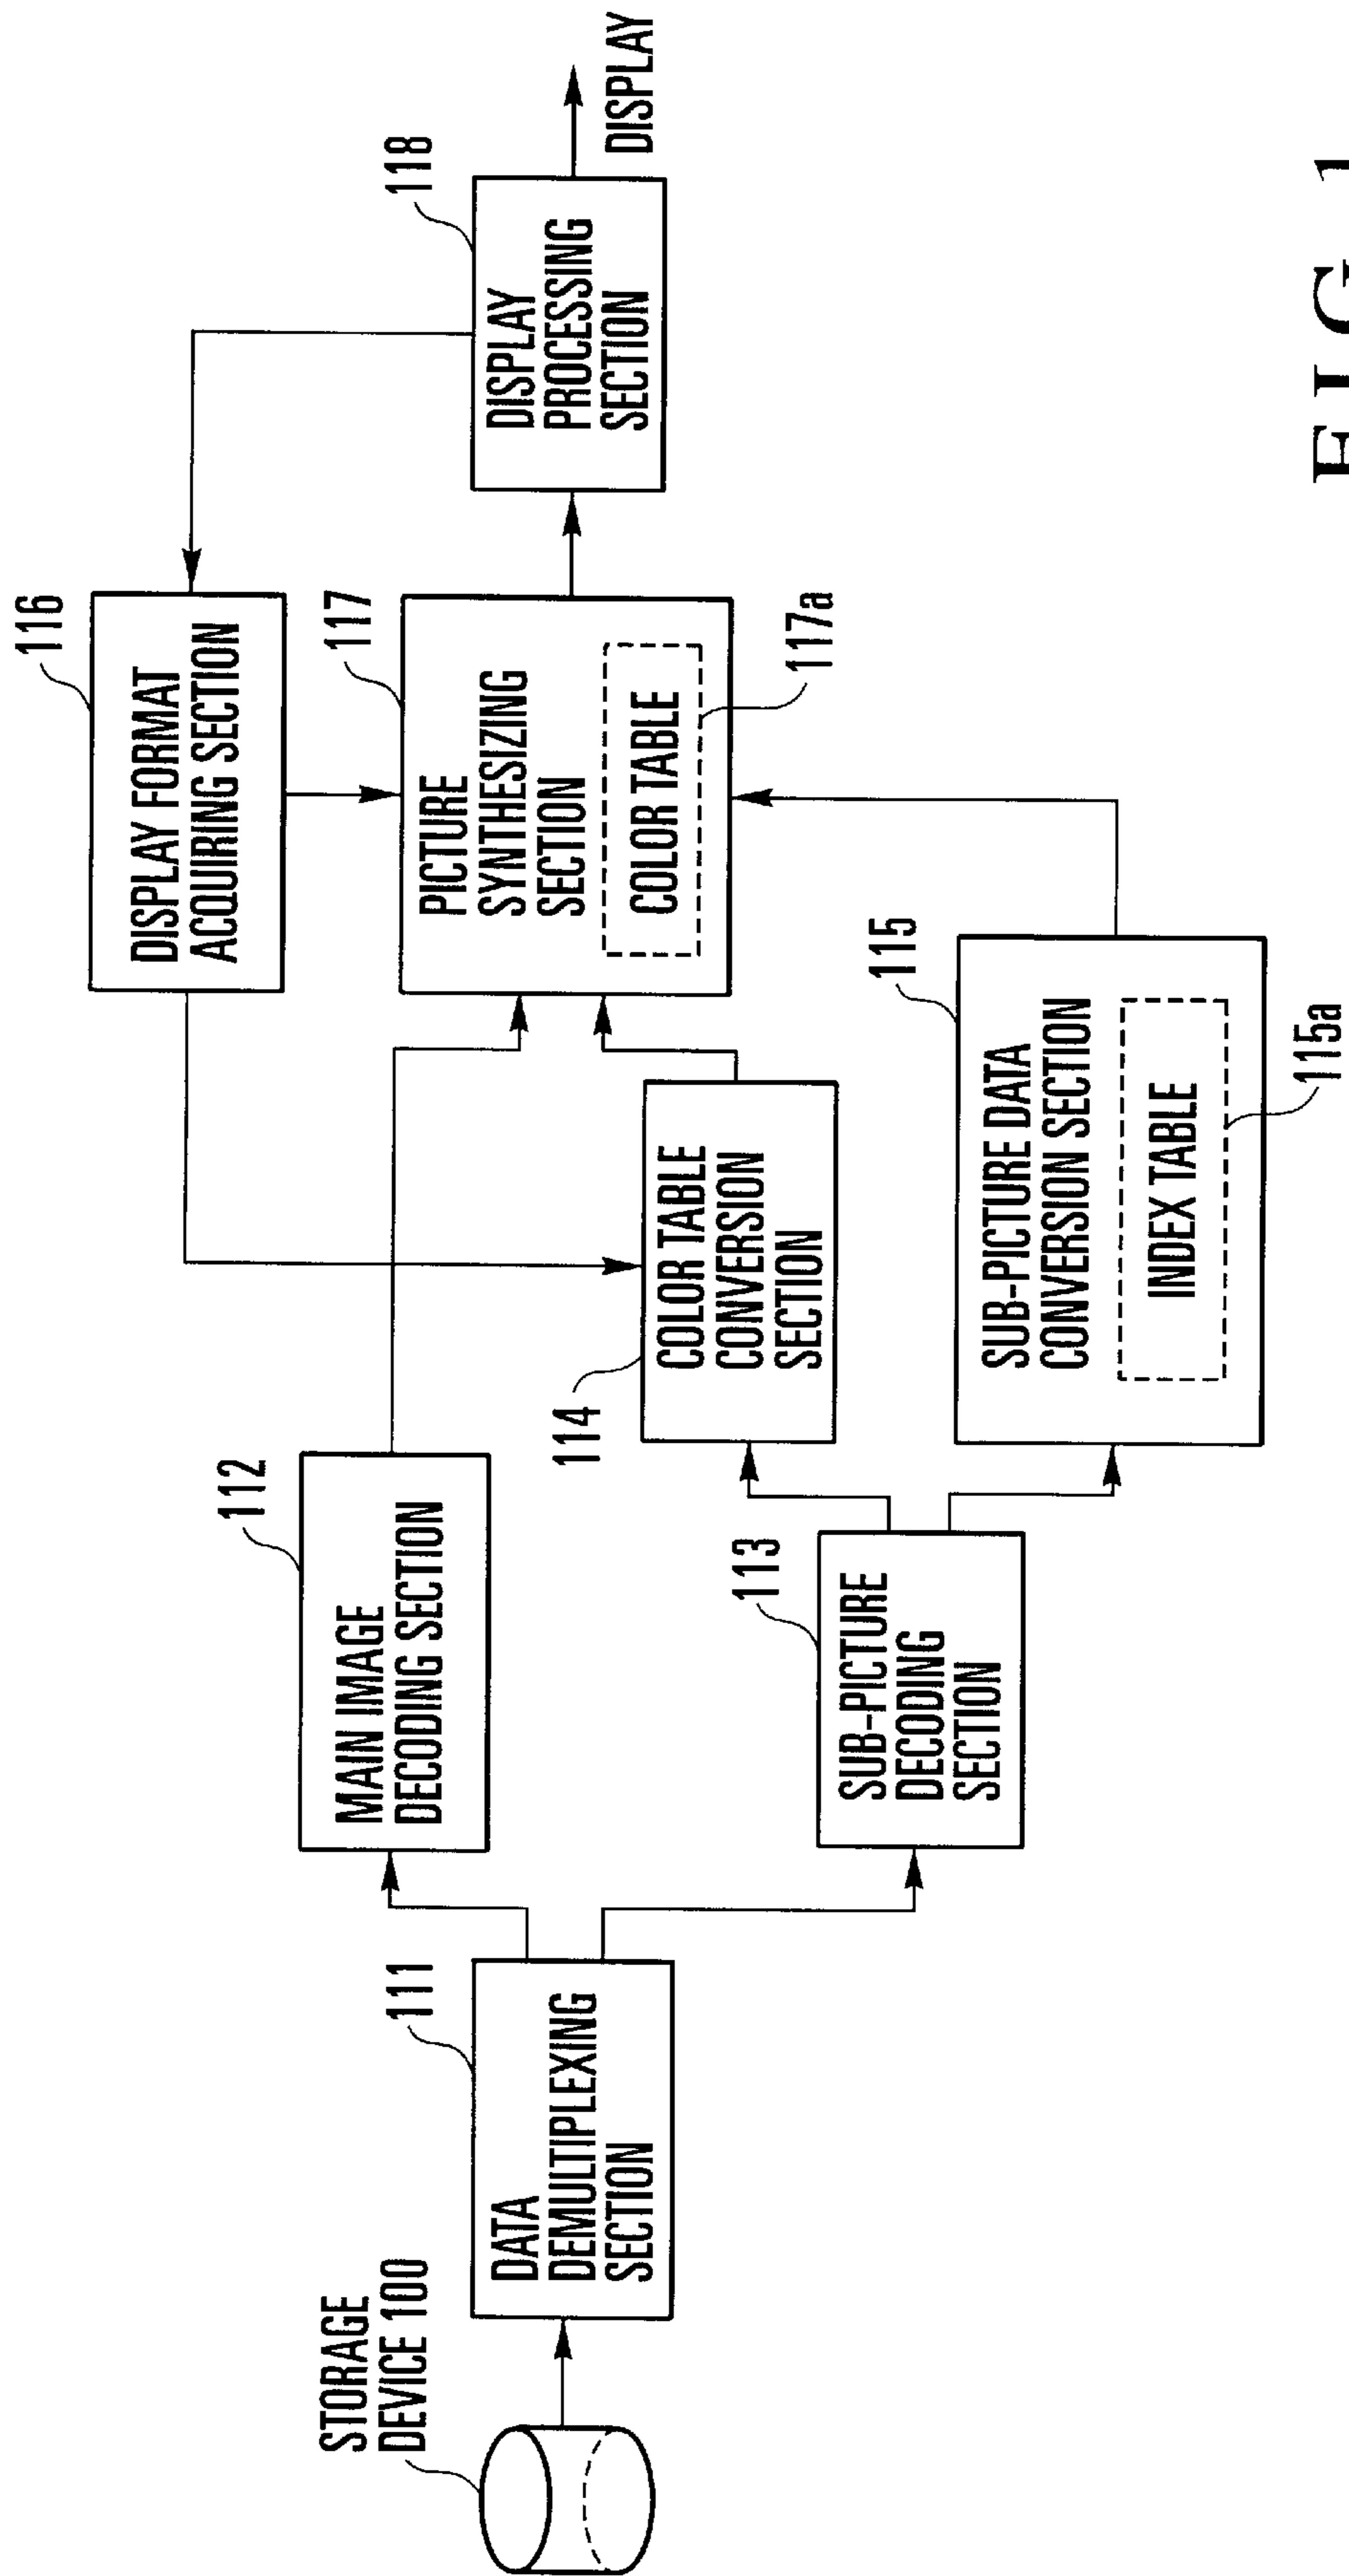 STORAGE
DEVICE 100
111
DATA
DEMULTIPLEXING
SECTION
112
MAIN IMAGE
DECODING SECTION
113
SUB-PICTURE
DECODING
SECTION
114
COLOR TABLE
CONVERSION
SECTION
115
SUB-PICTURE DATA
CONVERSION SECTION
INDEX TABLE
115a
116
DISPLAY FORMAT
ACQUIRING SECTION
117
PICTURE
SYNTHESIZING
SECTION
COLOR TABLE
117a
118
DISPLAY
PROCESSING
SECTION
DISPLAY
FIG. 1